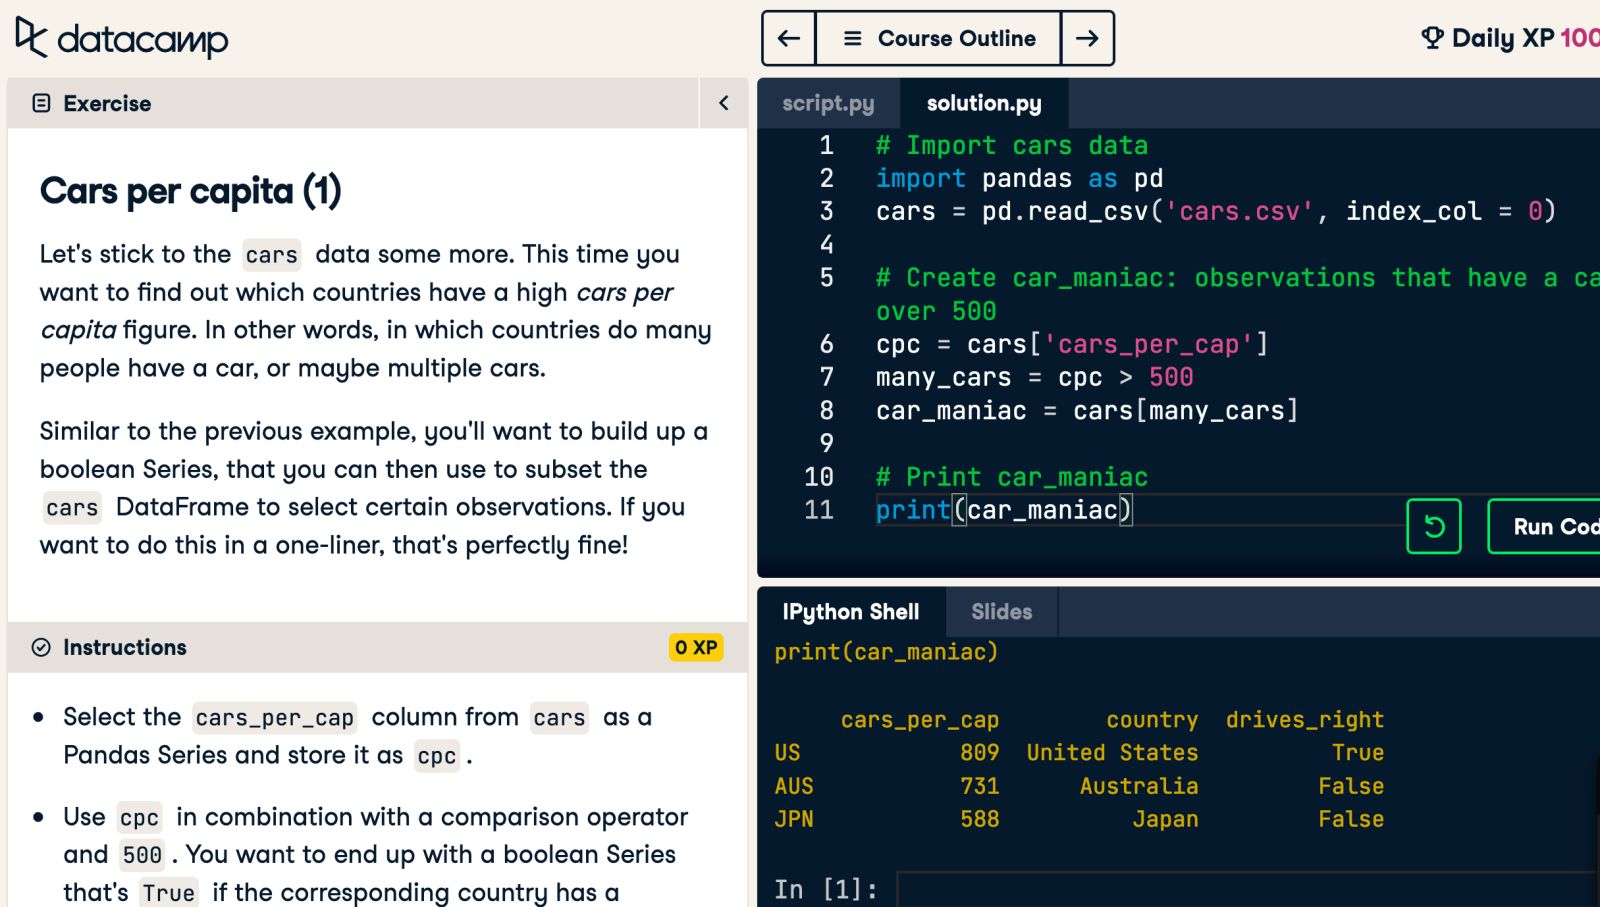 datacamp
Course Outline
Daily XP 100
Exercise
Cars per capita (1)
Let's stick to the cars data some more. This time you
want to find out which countries have a high cars per
capita figure. In other words, in which countries do many
people have a car, or maybe multiple cars.
Similar to the previous example, you'll want to build up a
boolean Series, that you can then use to subset the
cars DataFrame to select certain observations. If you
want to do this in a one-liner, that's perfectly fine!
Instructions
0 XP
• Select the cars_per_cap column from cars as a
Pandas Series and store it as cpc .
• Use cpc in combination with a comparison operator
and 500 . You want to end up with a boolean Series
that's True if the corresponding country has a
script.py
solution.py
1 # Import cars data
2 import pandas as pd
3 cars = pd.read_csv('cars.csv', index_col = 0)
4
5 # Create car_maniac: observations that have a ca
over 500
6 cpc = cars['cars_per_cap']
7 many_cars = cpc > 500
8 car_maniac = cars[many_cars]
9
10 # Print car_maniac
11 print(car_maniac)
Run Cod
IPython Shell
Slides
print(car_maniac)
cars_per_cap country drives_right
US 809 United States True
AUS 731 Australia False
JPN 588 Japan False
In [1]: